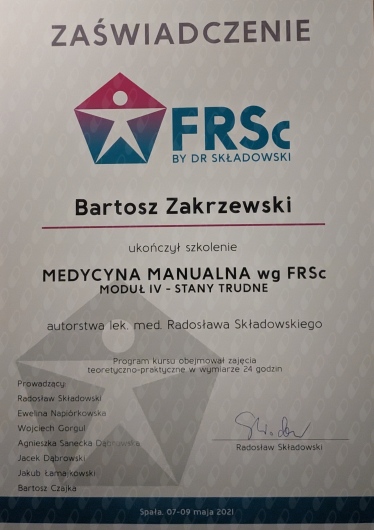 ZAŚWIADCZENIE
FRSc
BY DR SKŁADOWSKI
Bartosz Zakrzewski
ukończył szkolenie
MEDYCYNA MANUALNA wg FRSc
MODUŁ IV - STANY TRUDNE
autorstwa lek. med. Radosława Składowskiego
Program kursu obejmował zajęcia
teoretyczno-praktyczne w wymiarze 24 godzin
Prowadzący:
Radosław Składowski
Ewelina Napiórkowska
Wojciech Gorgul
Agnieszka Sanecka Dąbrowska
Jacek Dąbrowski
Jakub Łamajkowski
Bartosz Czajka
Radosław Składowski
Spała, 07-09 maja 2021